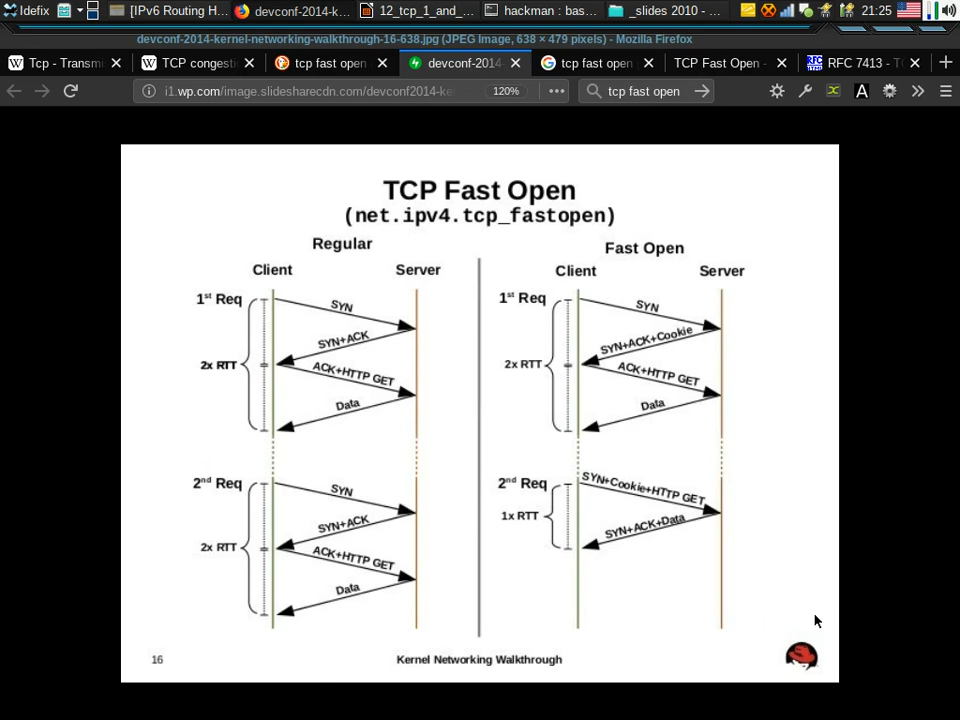 Idefix
[IPv6 Routing H...
devconf-2014-k...
12_tcp_1_and_...
hackman : bas...
_slides 2010 - ...
21:25
devconf-2014-kernel-networking-walkthrough-16-638.jpg (JPEG Image, 638 × 479 pixels) - Mozilla Firefox
Tcp - Transmi
TCP congesti
tcp fast open
devconf-2014-
tcp fast open
TCP Fast Open -
RFC 7413 - TC
i1.wp.com/image.slidesharecdn.com/devconf2014-ke
120%
tcp fast open
A
TCP Fast Open
(net.ipv4.tcp_fastopen)
Regular
Client
Server
1st Req
SYN
SYN+ACK
2x RTT
ACK+HTTP GET
Data
2nd Req
SYN
SYN+ACK
2x RTT
ACK+HTTP GET
Data
Fast Open
Client
Server
1st Req
SYN
SYN+ACK+Cookie
2x RTT
ACK+HTTP GET
Data
2nd Req
SYN+Cookie+HTTP GET
1x RTT
SYN+ACK+Data
16
Kernel Networking Walkthrough